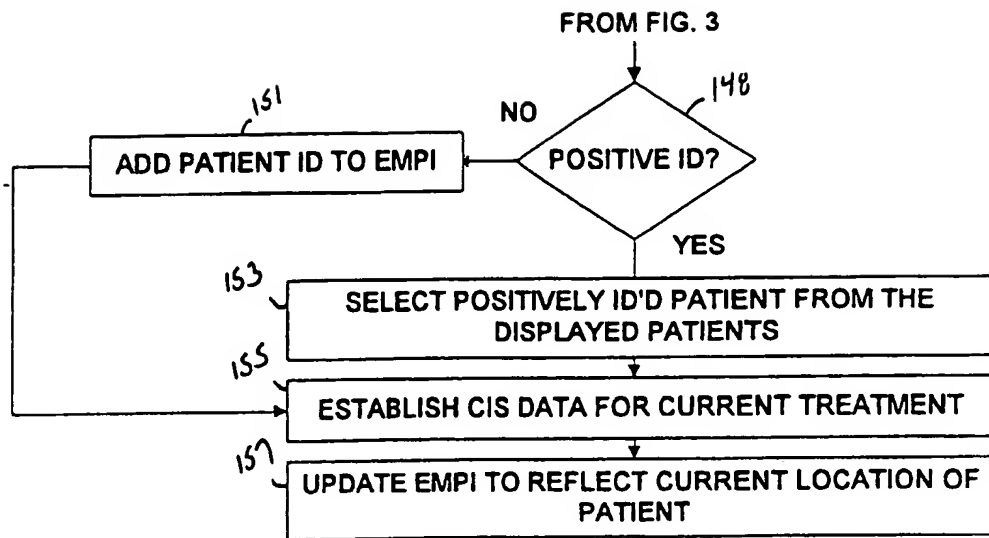 FROM FIG. 3
148
NO
151
POSITIVE ID?
ADD PATIENT ID TO EMPI
YES
153
SELECT POSITIVELY ID'D PATIENT FROM THE
DISPLAYED PATIENTS
155
ESTABLISH CIS DATA FOR CURRENT TREATMENT
157
UPDATE EMPI TO REFLECT CURRENT LOCATION OF
PATIENT